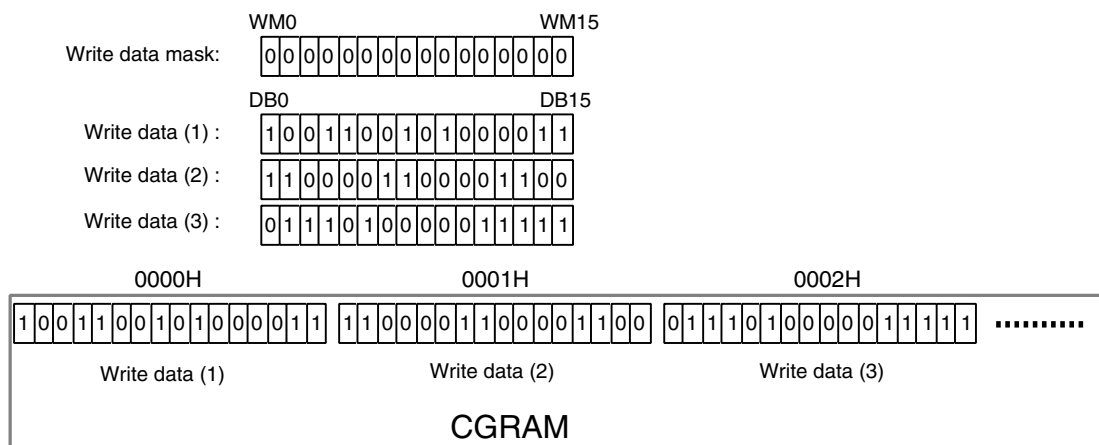 WM0 WM15
Write data mask: 0 0 0 0 0 0 0 0 0 0 0 0 0 0 0 0
DB0 DB15
Write data (1) : 1 0 0 1 1 0 0 1 0 1 0 0 0 0 1 1
Write data (2) : 1 1 0 0 0 0 1 1 0 0 0 0 1 1 0 0
Write data (3) : 0 1 1 1 0 1 0 0 0 0 0 1 1 1 1 1
0000H 0001H 0002H
1 0 0 1 1 0 0 1 0 1 0 0 0 0 1 1 1 1 0 0 0 0 1 1 0 0 0 0 1 1 0 0 0 1 1 1 0 1 0 0 0 0 0 1 1 1 1 1 ..........
Write data (1) Write data (2) Write data (3)
CGRAM